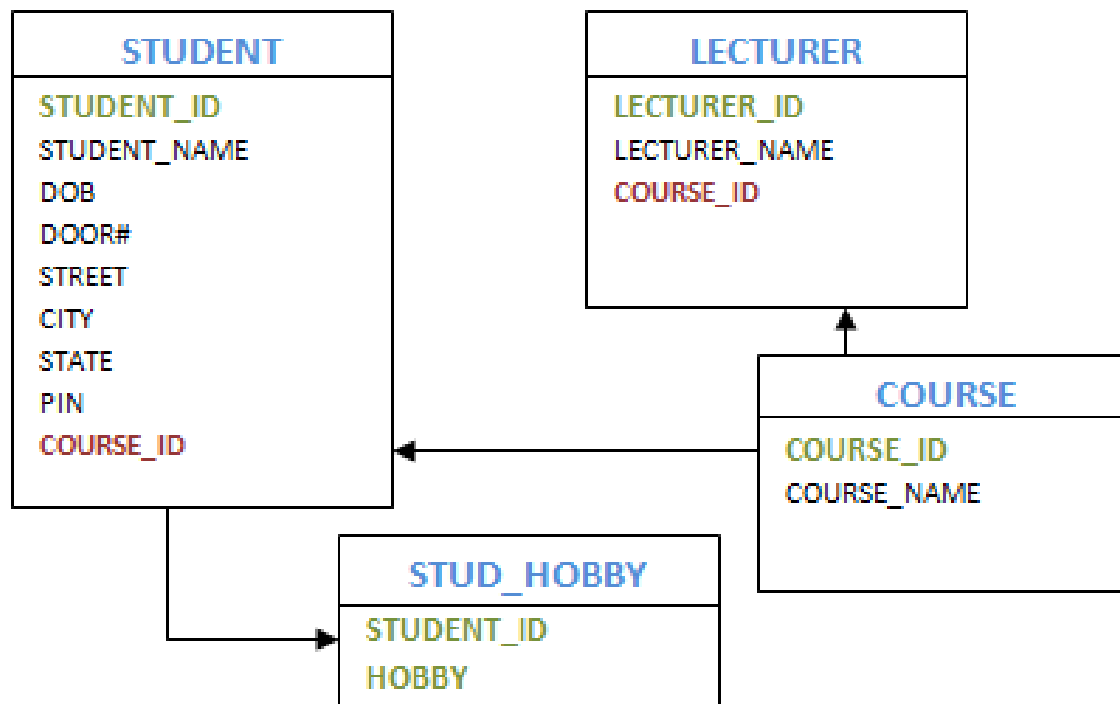 STUDENT
STUDENT_ID
STUDENT_NAME
DOB
DOOR#
STREET
CITY
STATE
PIN
COURSE_ID
LECTURER
LECTURER_ID
LECTURER_NAME
COURSE_ID
COURSE
COURSE_ID
COURSE_NAME
STUD_HOBBY
STUDENT_ID
HOBBY